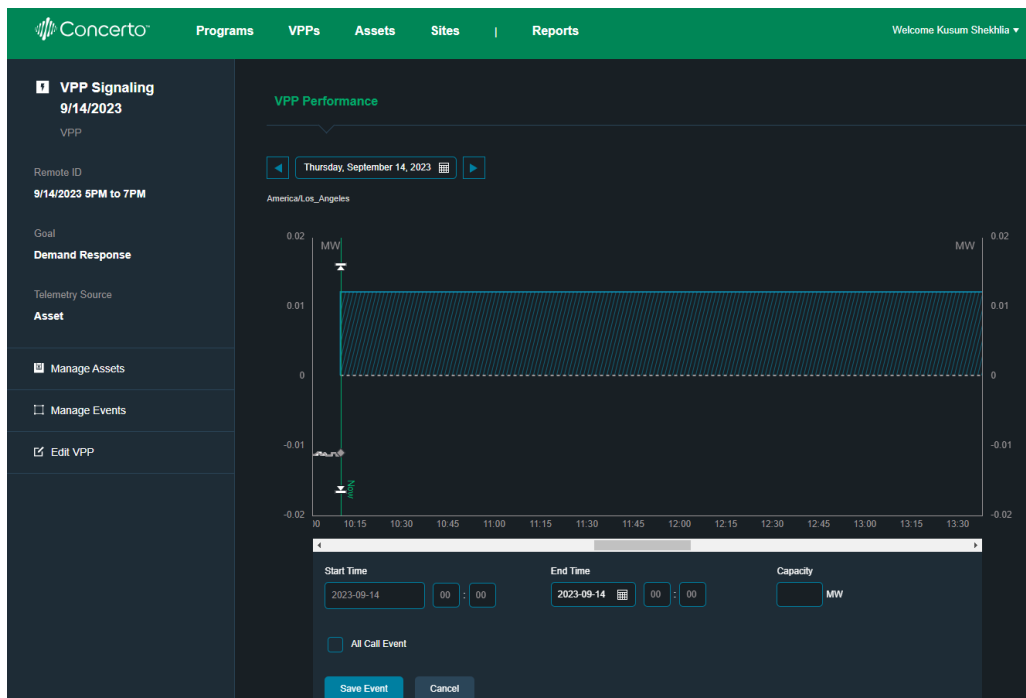 Concerto
Programs VPPs Assets Sites | Reports
Welcome Kusum Shekhlia
VPP Signaling
9/14/2023
VPP
Remote ID
9/14/2023 5PM to 7PM
Goal
Demand Response
Telemetry Source
Asset
Manage Assets
Manage Events
Edit VPP
VPP Performance
Thursday, September 14, 2023
America/Los_Angeles
0.02 MW MW 0.02
0.01 0.01
0 0
-0.01 -0.01
Now
-0.02 -0.02
00 10:15 10:30 10:45 11:00 11:15 11:30 11:45 12:00 12:15 12:30 12:45 13:00 13:15 13:30
Start Time End Time Capacity
2023-09-14 00 : 00 2023-09-14 00 : 00 MW
All Call Event
Save Event Cancel